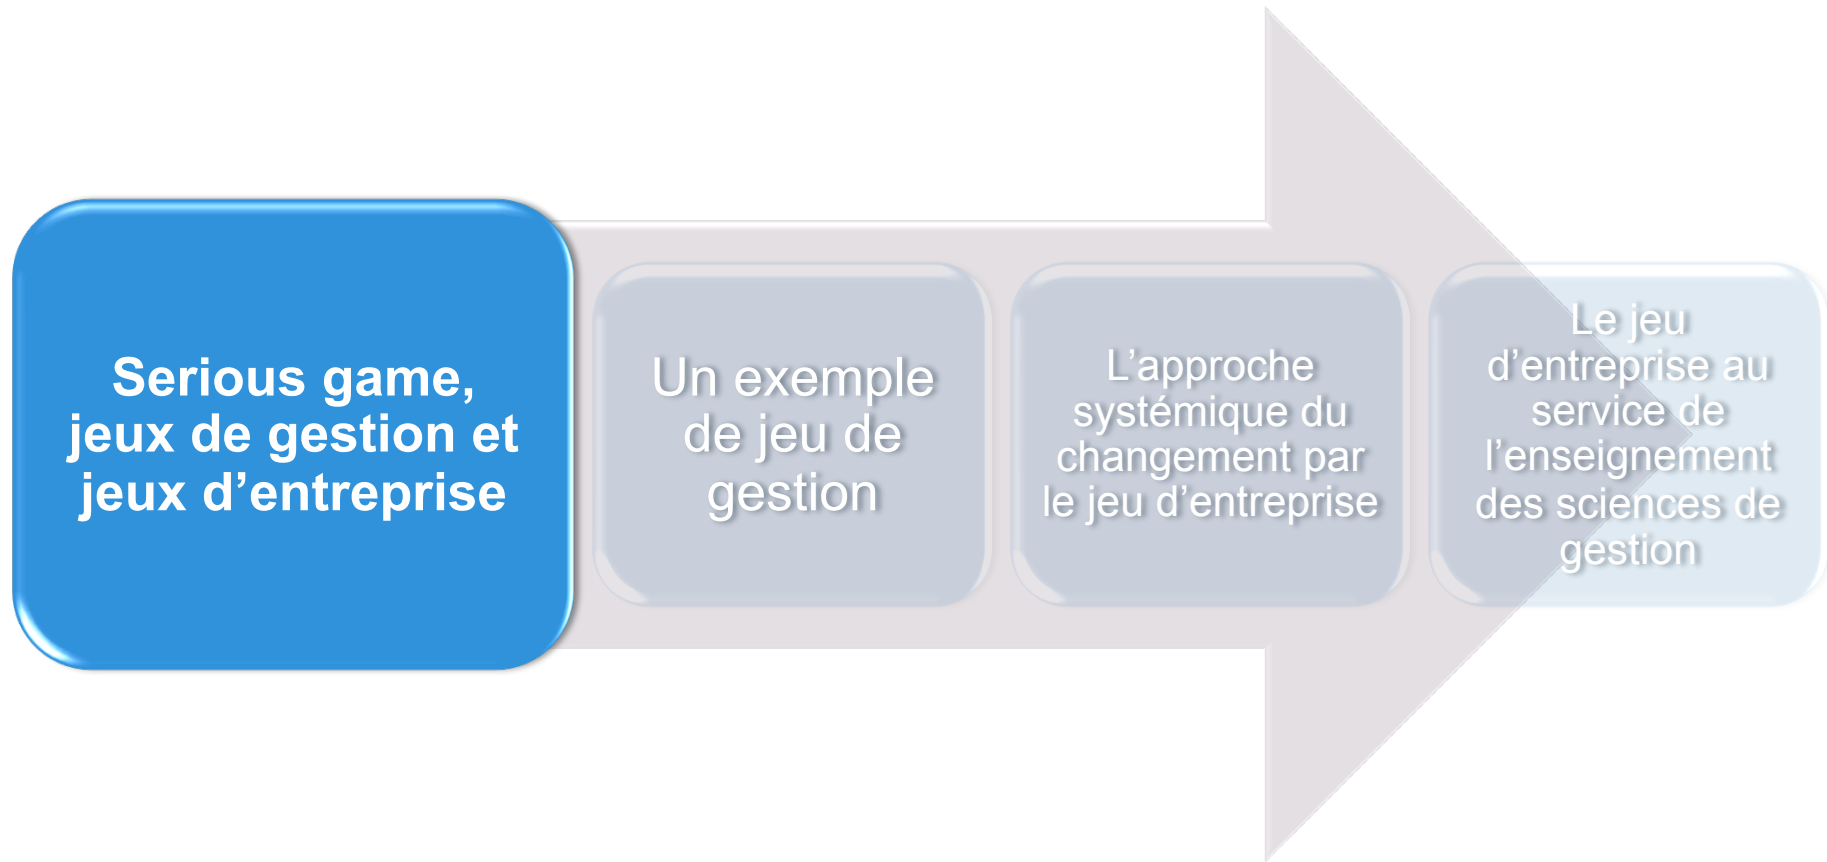 Serious game,
jeux de gestion et
jeux d’entreprise
Un exemple
de jeu de
gestion
L’approche
systémique du
changement par
le jeu d’entreprise
Le jeu
d’entreprise au
service de
l’enseignement
des sciences de
gestion